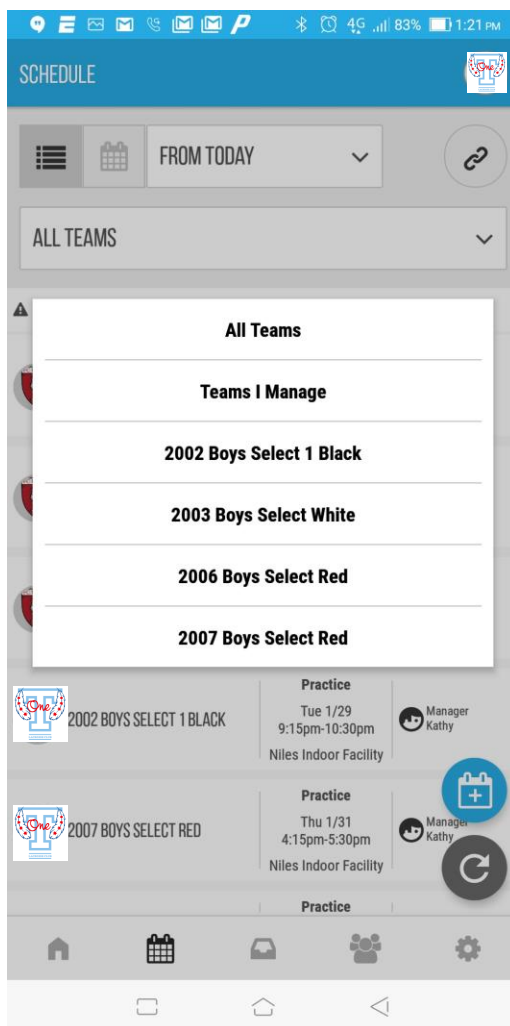 4G 83% 1:21 PM
SCHEDULE
One T
FROM TODAY
ALL TEAMS
All Teams
Teams I Manage
2002 Boys Select 1 Black
2003 Boys Select White
2006 Boys Select Red
2007 Boys Select Red
One T
2002 BOYS SELECT 1 BLACK
Practice
Tue 1/29
9:15pm-10:30pm
Niles Indoor Facility
Manager
Kathy
One T
2007 BOYS SELECT RED
Practice
Thu 1/31
4:15pm-5:30pm
Niles Indoor Facility
Manager
Kathy
Practice